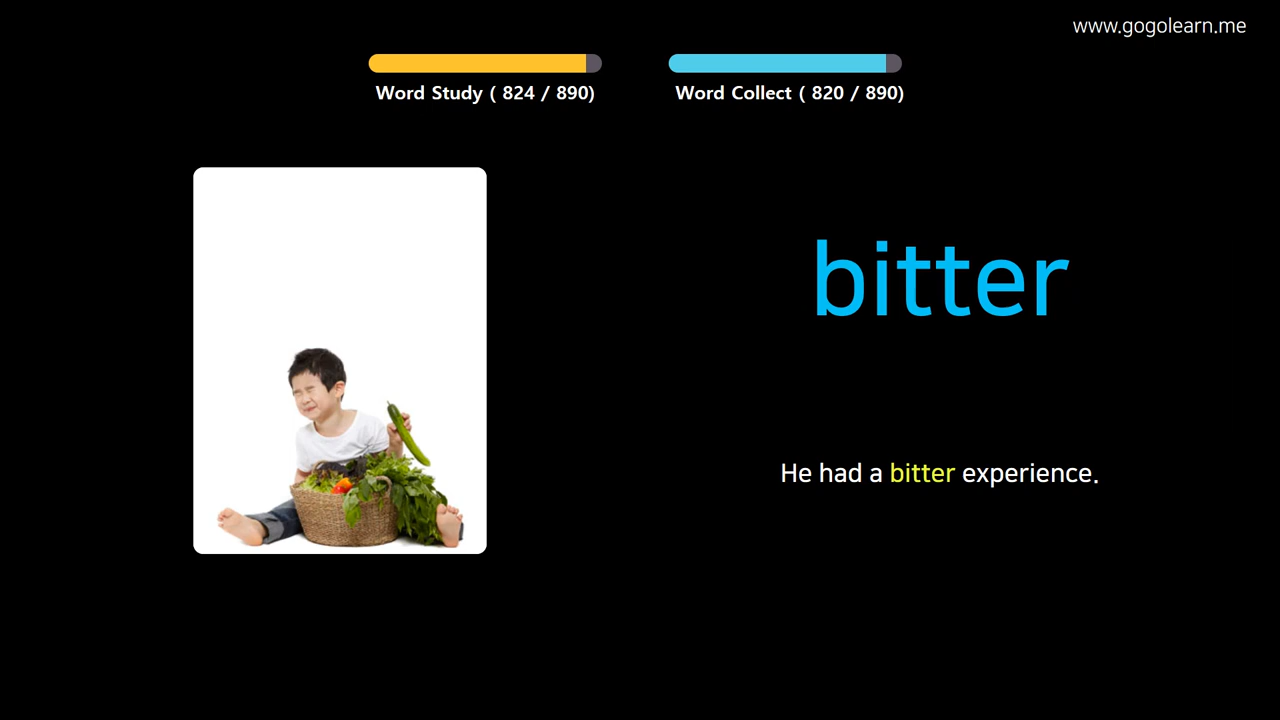 www.gogolearn.me
Word Study ( 824 / 890)
Word Collect ( 820 / 890)
bitter
He had a bitter experience.